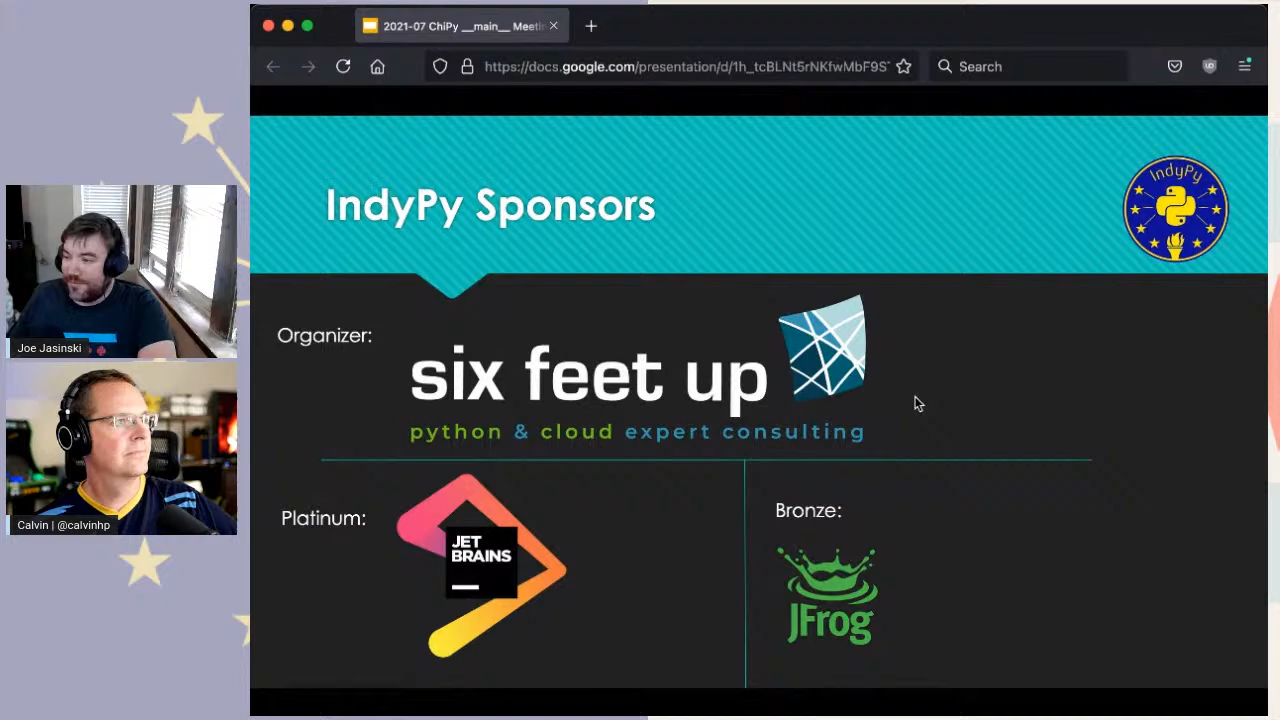 2021-07 ChiPy __main__ Meetin
https://docs.google.com/presentation/d/1h_tcBLNt5rNKfwMbF9S
Search
IndyPy Sponsors
IndyPy
Organizer:
six feet up
python & cloud expert consulting
Platinum:
JET
BRAINS
Bronze:
JFrog
Joe Jasinski
Calvin | @calvinhp